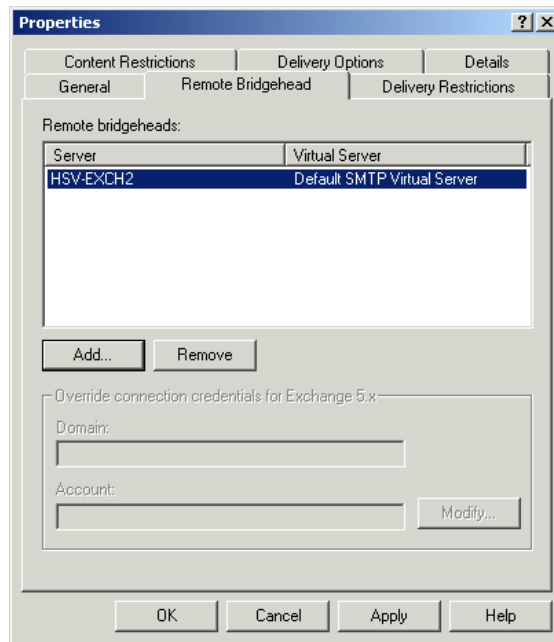 Properties
Content Restrictions Delivery Options Details
General Remote Bridgehead Delivery Restrictions
Remote bridgeheads:
Server Virtual Server
HSV-EXCH2 Default SMTP Virtual Server
Add... Remove
Override connection credentials for Exchange 5.x
Domain:
Account:
Modify...
OK Cancel Apply Help